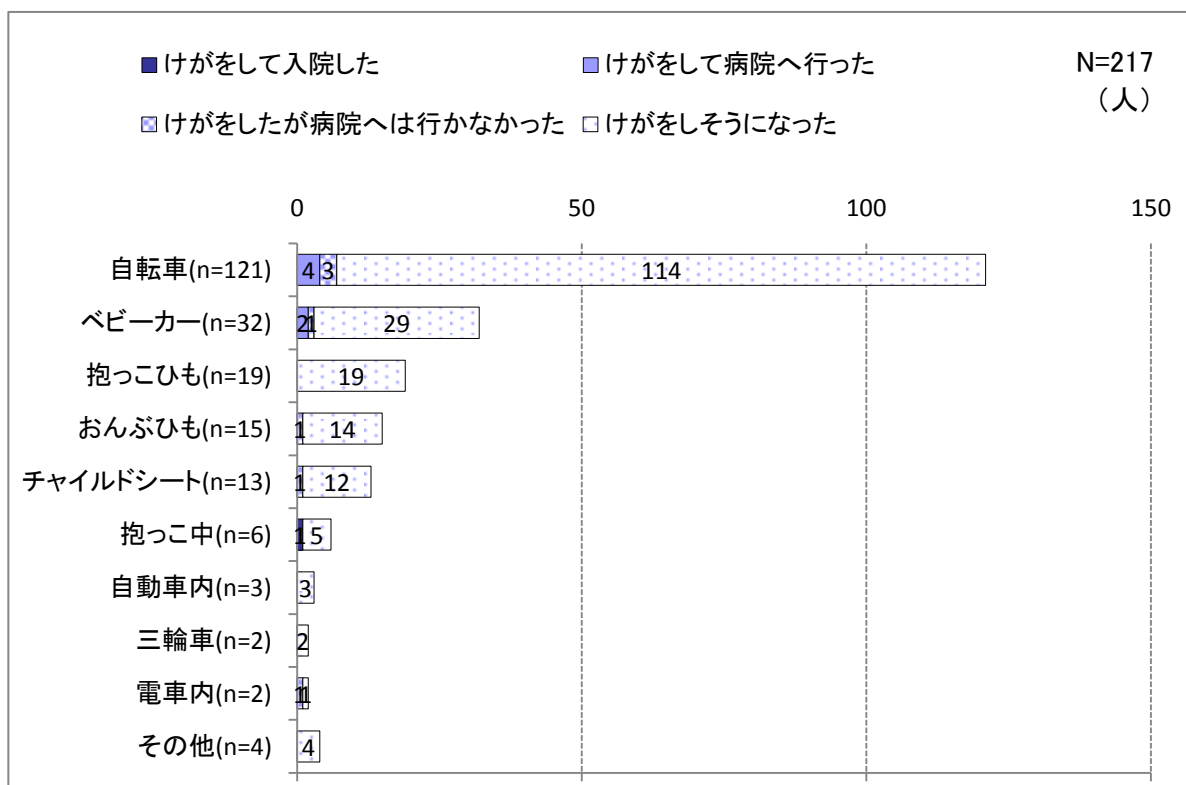 けがをして入院した けがをして病院へ行った N=217
（人）
けがをしたが病院へは行かなかった けがをしそうになった
0 50 100 150
自転車(n=121) 4 3 114
ベビーカー(n=32) 2 1 29
抱っこひも(n=19) 19
おんぶひも(n=15) 1 14
チャイルドシート(n=13) 1 12
抱っこ中(n=6) 1 5
自動車内(n=3) 3
三輪車(n=2) 2
電車内(n=2) 1 1
その他(n=4) 4